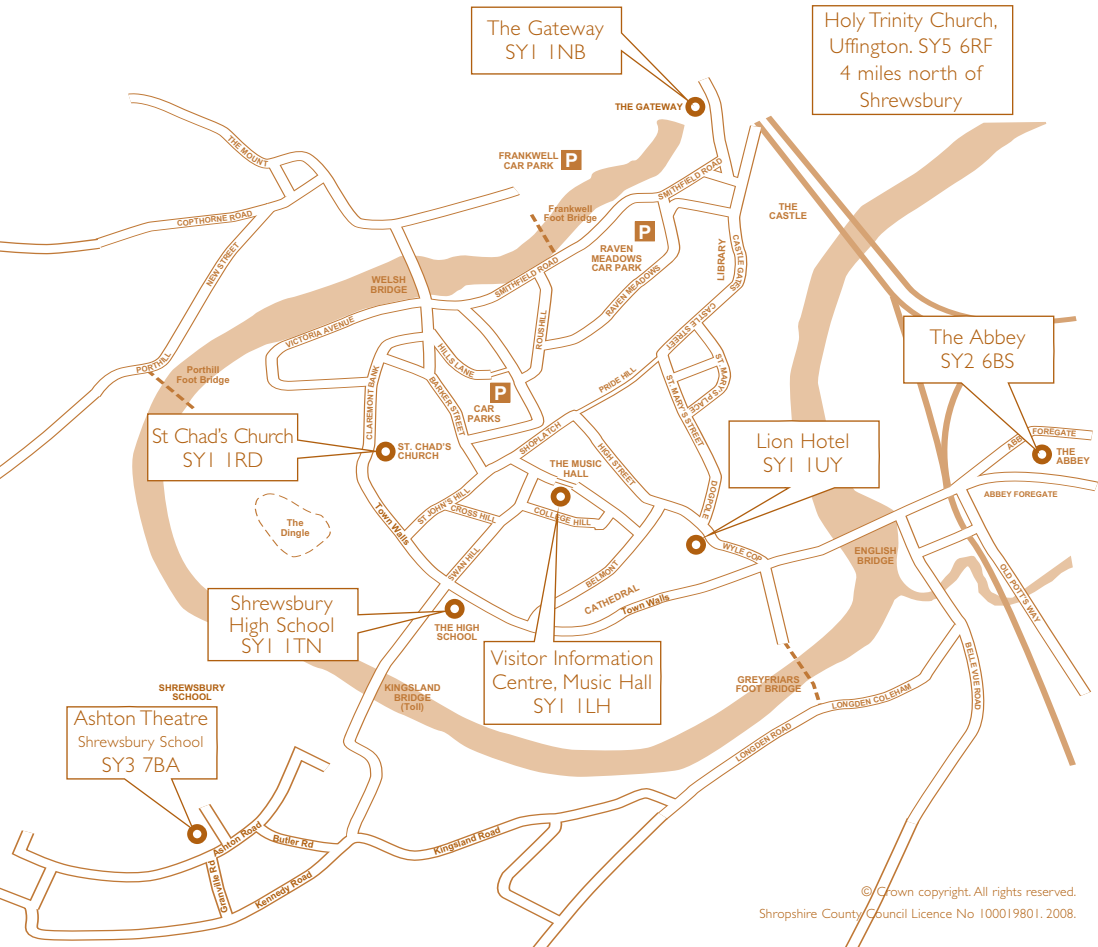 The Gateway
SY1 1NB
Holy Trinity Church,
Uffington. SY5 6RF
4 miles north of
Shrewsbury
THE GATEWAY
THE MOUNT
FRANKWELL
CAR PARK
P
SMITHFIELD ROAD
COPTHORNE ROAD
Frankwell
Foot Bridge
THE
CASTLE
P
RAVEN
MEADOWS
CAR PARK
LIBRARY
CASTLE GATES
NEW STREET
WELSH
BRIDGE
SMITHFIELD ROAD
RAVEN MEADOWS
VICTORIA AVENUE
ROUSHILL
CASTLE STREET
The Abbey
SY2 6BS
PORTHILL
Porthill
Foot Bridge
HILLS LANE
PRIDE HILL
ST MARY'S PLACE
ST MARY'S STREET
CLAREMONT BANK
BARKER STREET
P
CAR
PARKS
St Chad's Church
SY1 1RD
ST. CHAD'S
CHURCH
SHOPLATCH
HIGH STREET
Lion Hotel
SY1 1UY
ABB
FOREGATE
THE
ABBEY
THE MUSIC
HALL
ABBEY FOREGATE
DOGPOLE
ST JOHN'S HILL
CROSS HILL
COLLEGE HILL
The
Dingle
Town Walls
SWAN HILL
WYLE COP
ENGLISH
BRIDGE
BELMONT
CATHEDRAL
Town Walls
OLD POTT'S WAY
Shrewsbury
High School
SY1 1TN
THE HIGH
SCHOOL
Visitor Information
Centre, Music Hall
SY1 1LH
BELLE VUE ROAD
SHREWSBURY
SCHOOL
KINGSLAND
BRIDGE
(Toll)
GREYFRIARS
FOOT BRIDGE
LONGDEN COLEHAM
Ashton Theatre
Shrewsbury School
SY3 7BA
LONGDEN ROAD
Ashton Road
Butler Rd
Kingsland Road
Granville Rd
Kennedy Road
© Crown copyright. All rights reserved.
Shropshire County Council Licence No 100019801. 2008.